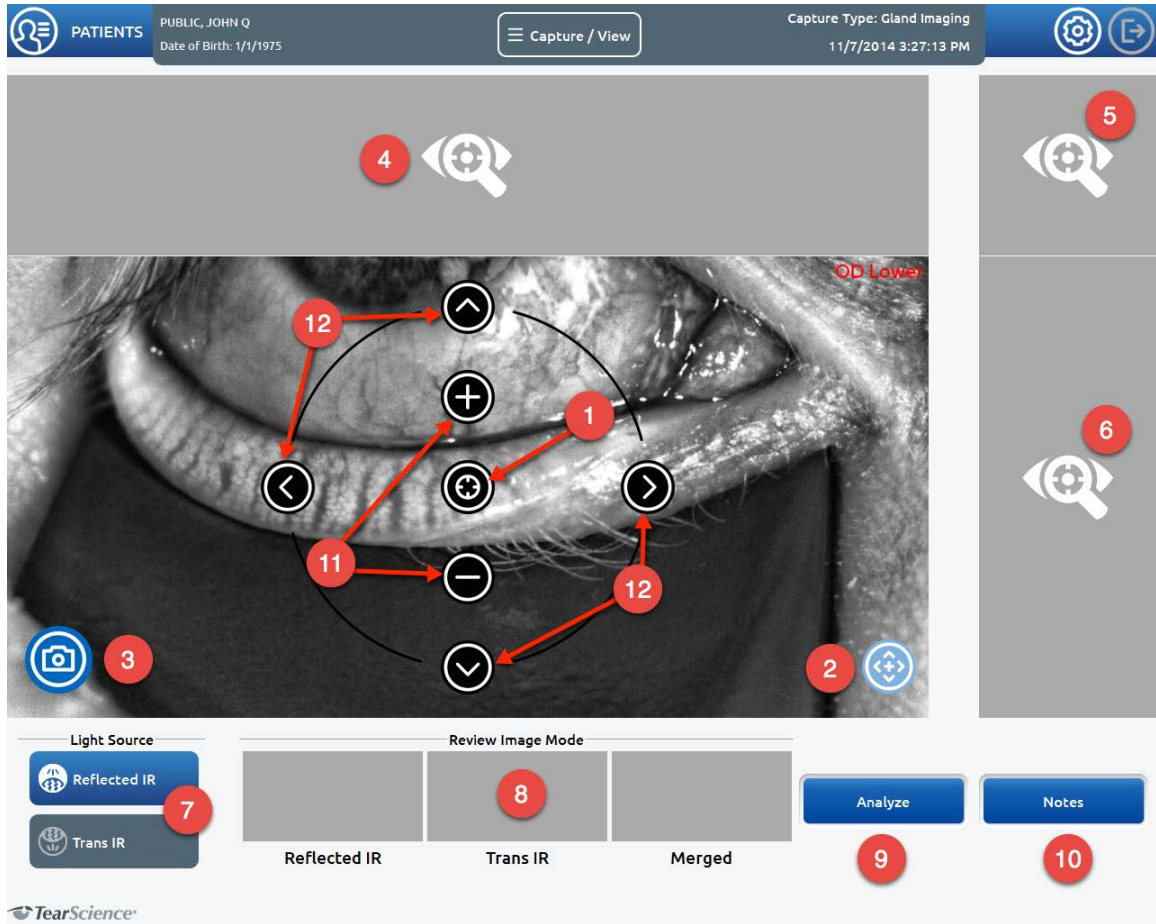 PATIENTS
PUBLIC, JOHN Q
Date of Birth: 1/1/1975
Capture / View
Capture Type: Gland Imaging
11/7/2014 3:27:13 PM
4
5
OD Lower
12
1
6
11
12
3
2
Light Source
Reflected IR
7
Trans IR
Review Image Mode
8
Reflected IR
Trans IR
Merged
Analyze
Notes
9
10
TearScience